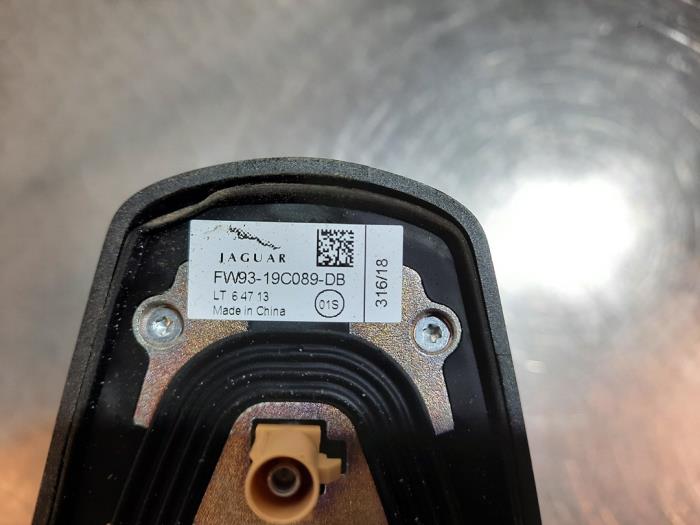 JAGUAR
FW93-19C089-DB
LT 6 47 13
Made in China
01S
316/18